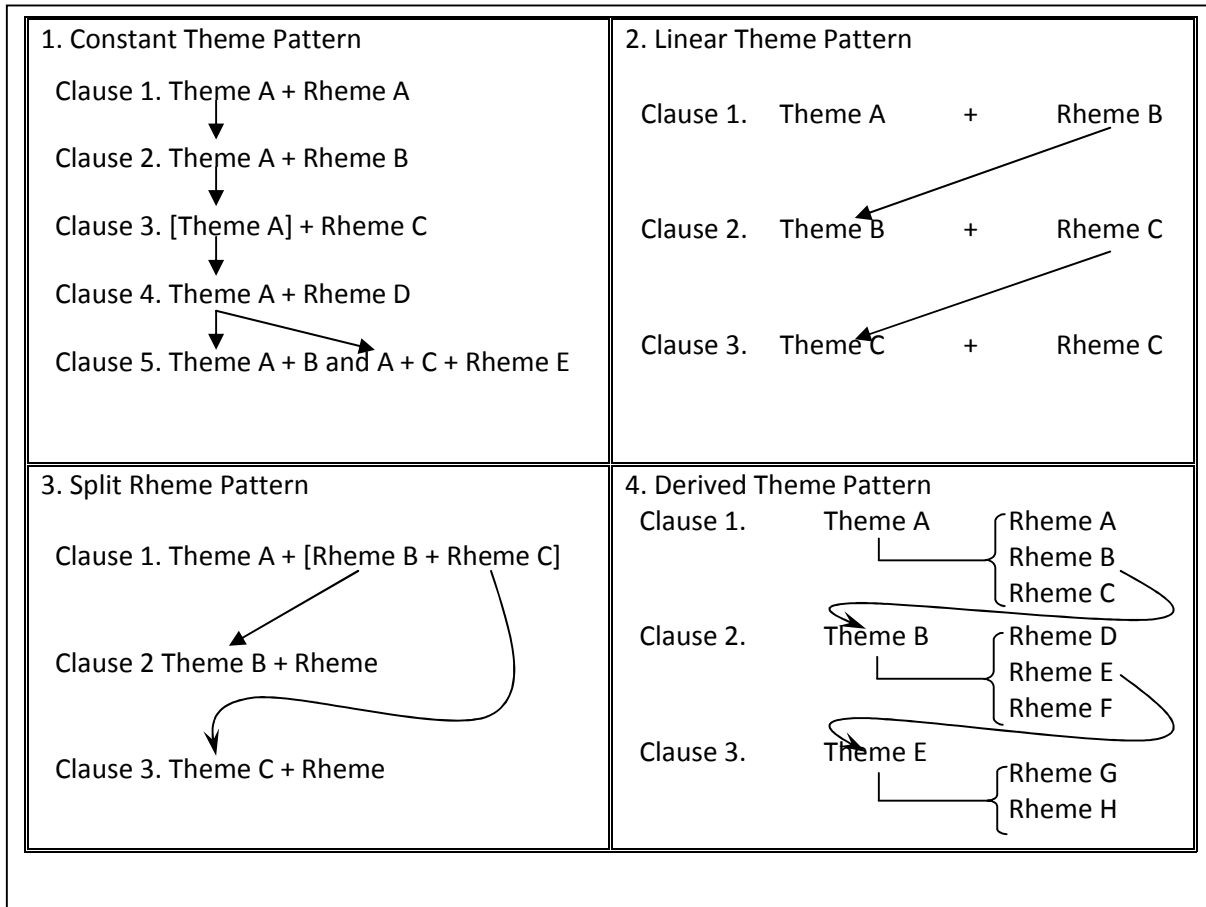 1. Constant Theme Pattern
Clause 1. Theme A + Rheme A
Clause 2. Theme A + Rheme B
Clause 3. [Theme A] + Rheme C
Clause 4. Theme A + Rheme D
Clause 5. Theme A + B and A + C + Rheme E
2. Linear Theme Pattern
Clause 1. Theme A + Rheme B
Clause 2. Theme B + Rheme C
Clause 3. Theme C + Rheme C
3. Split Rheme Pattern
Clause 1. Theme A + [Rheme B + Rheme C]
Clause 2 Theme B + Rheme
Clause 3. Theme C + Rheme
4. Derived Theme Pattern
Clause 1. Theme A Rheme A
Rheme B
Rheme C
Clause 2. Theme B Rheme D
Rheme E
Rheme F
Clause 3. Theme E
Rheme G
Rheme H